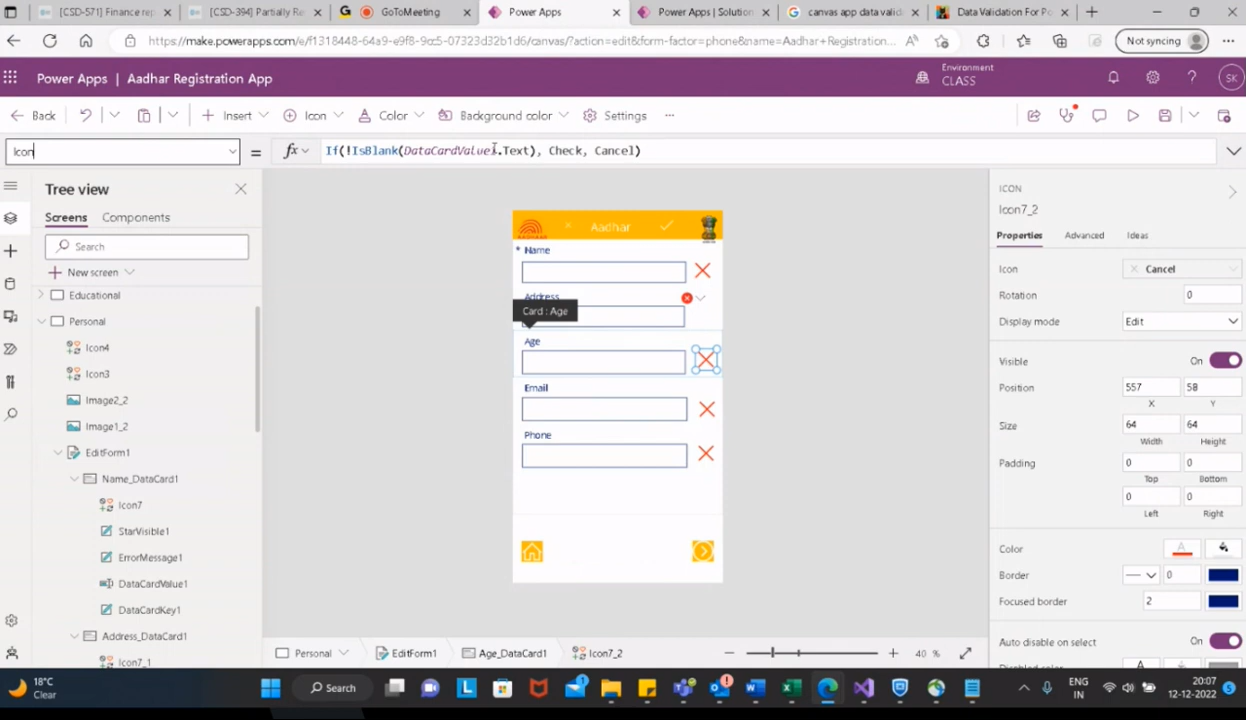 [CSD-571] Finance rep
[CSD-394] Partially Re
GoToMeeting
Power Apps
Power Apps | Solution
canvas app data valid
Data Validation For Po
https://make.powerapps.com/e/f1318448-64a9-e9f8-9cc5-07323d31b2d6/canvas/?action=edit&form-factor=phone&name=Aadhar+Registration...
Not syncing
Power Apps | Aadhar Registration App
Environment
CLASS
SK
Back
Insert
Icon
Color
Background color
Settings
Icon
= fx If(!IsBlank(DataCardValue1.Text), Check, Cancel)
Tree view
Screens
Components
Search
New screen
Educational
Personal
Icon4
Icon3
Image2_2
Image1_2
EditForm1
Name_DataCard1
Icon7
StarVisible1
ErrorMessage1
DataCardValue1
DataCardKey1
Address_DataCard1
Icon7_1
Aadhar
* Name
Address
Card : Age
Age
Email
Phone
Personal
EditForm1
Age_DataCard1
Icon7_2
40 %
ICON
Icon7_2
Properties
Advanced
Ideas
Icon
Cancel
Rotation
0
Display mode
Edit
Visible
On
Position
557
58
X
Y
Size
64
64
Width
Height
Padding
0
0
Top
Bottom
0
0
Left
Right
Color
Border
0
Focused border
2
Auto disable on select
On
Disabled color
18°C
Clear
Search
ENG
IN
20:07
12-12-2022
5